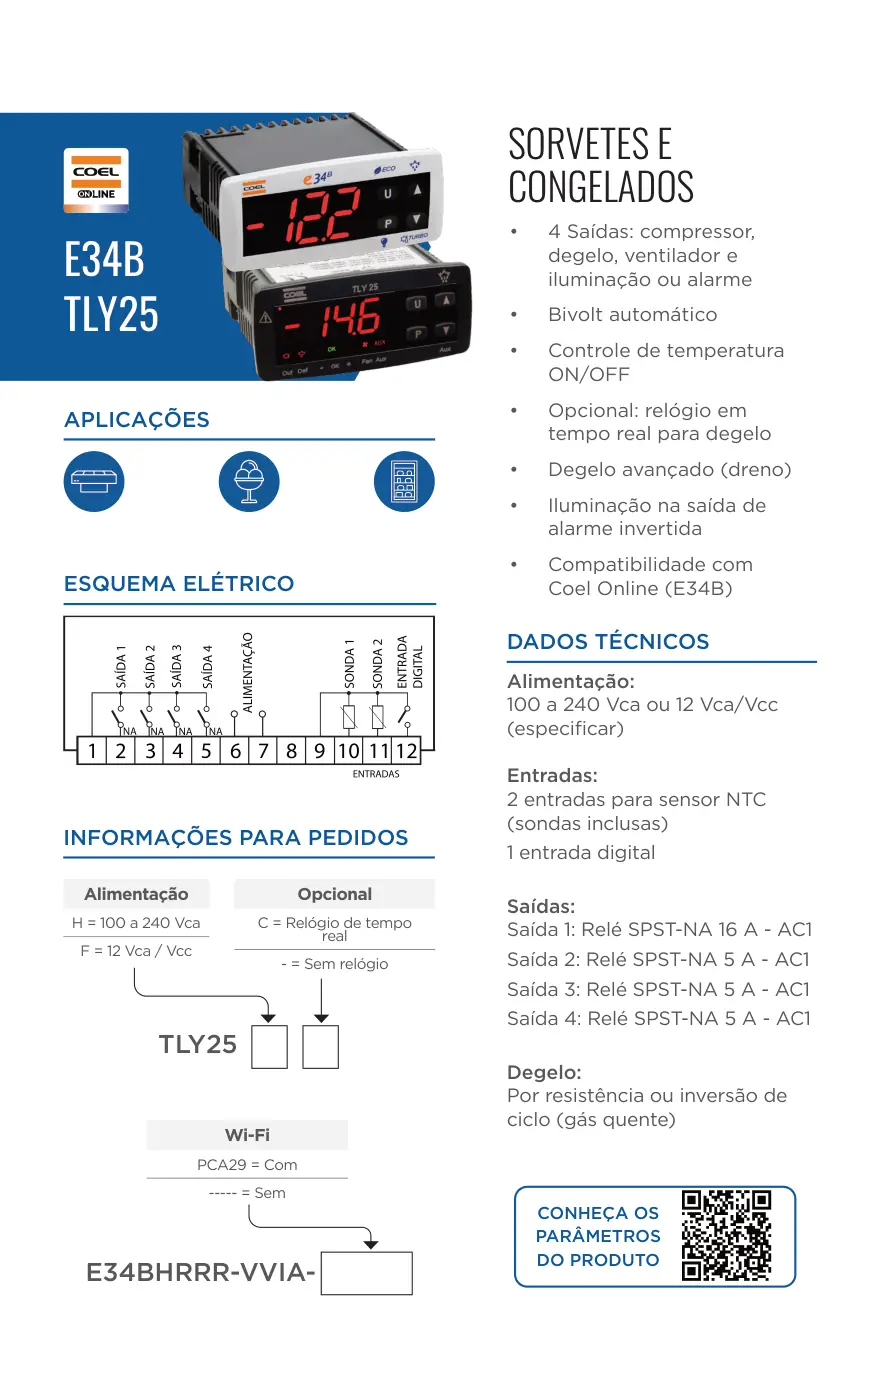 COEL
ONLINE
E34B
TLY25
COEL
e34B
ECO
-12.2
U
P
TURBO
COEL
TLY 25
-14.6
U
P
OK
AUX
Out Def - OK + Fan Aux
Aux
SORVETES E
CONGELADOS
• 4 Saídas: compressor,
degelo, ventilador e
iluminação ou alarme
• Bivolt automático
• Controle de temperatura
ON/OFF
• Opcional: relógio em
tempo real para degelo
• Degelo avançado (dreno)
• Iluminação na saída de
alarme invertida
• Compatibilidade com
Coel Online (E34B)
APLICAÇÕES
ESQUEMA ELÉTRICO
SAÍDA 1
SAÍDA 2
SAÍDA 3
SAÍDA 4
ALIMENTAÇÃO
SONDA 1
SONDA 2
ENTRADA
DIGITAL
NA NA NA NA
1 2 3 4 5 6 7 8 9 10 11 12
ENTRADAS
INFORMAÇÕES PARA PEDIDOS
Alimentação
H = 100 a 240 Vca
F = 12 Vca / Vcc
Opcional
C = Relógio de tempo
real
- = Sem relógio
TLY25
Wi-Fi
PCA29 = Com
----- = Sem
E34BHRRR-VVIA-
DADOS TÉCNICOS
Alimentação:
100 a 240 Vca ou 12 Vca/Vcc
(especificar)
Entradas:
2 entradas para sensor NTC
(sondas inclusas)
1 entrada digital
Saídas:
Saída 1: Relé SPST-NA 16 A - AC1
Saída 2: Relé SPST-NA 5 A - AC1
Saída 3: Relé SPST-NA 5 A - AC1
Saída 4: Relé SPST-NA 5 A - AC1
Degelo:
Por resistência ou inversão de
ciclo (gás quente)
CONHEÇA OS
PARÂMETROS
DO PRODUTO